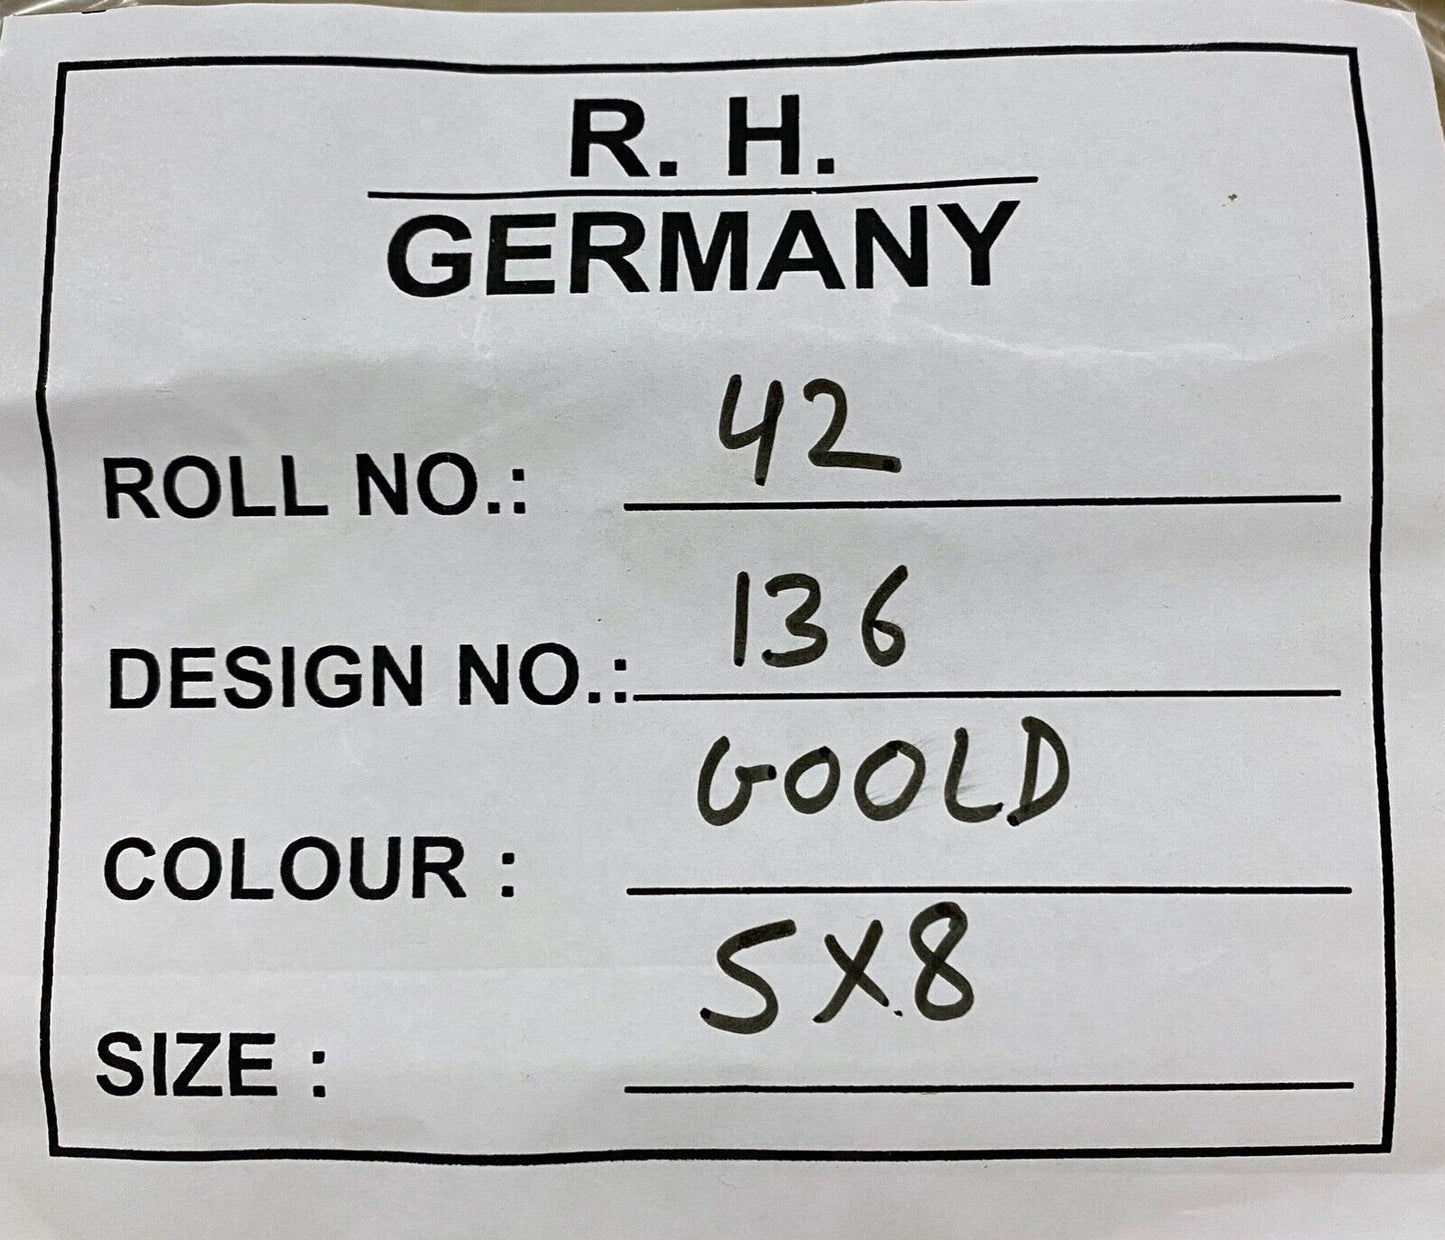 R. H.
GERMANY
ROLL NO.: 42
DESIGN NO.: 136
COLOUR : GOOLD
SIZE : 5X8